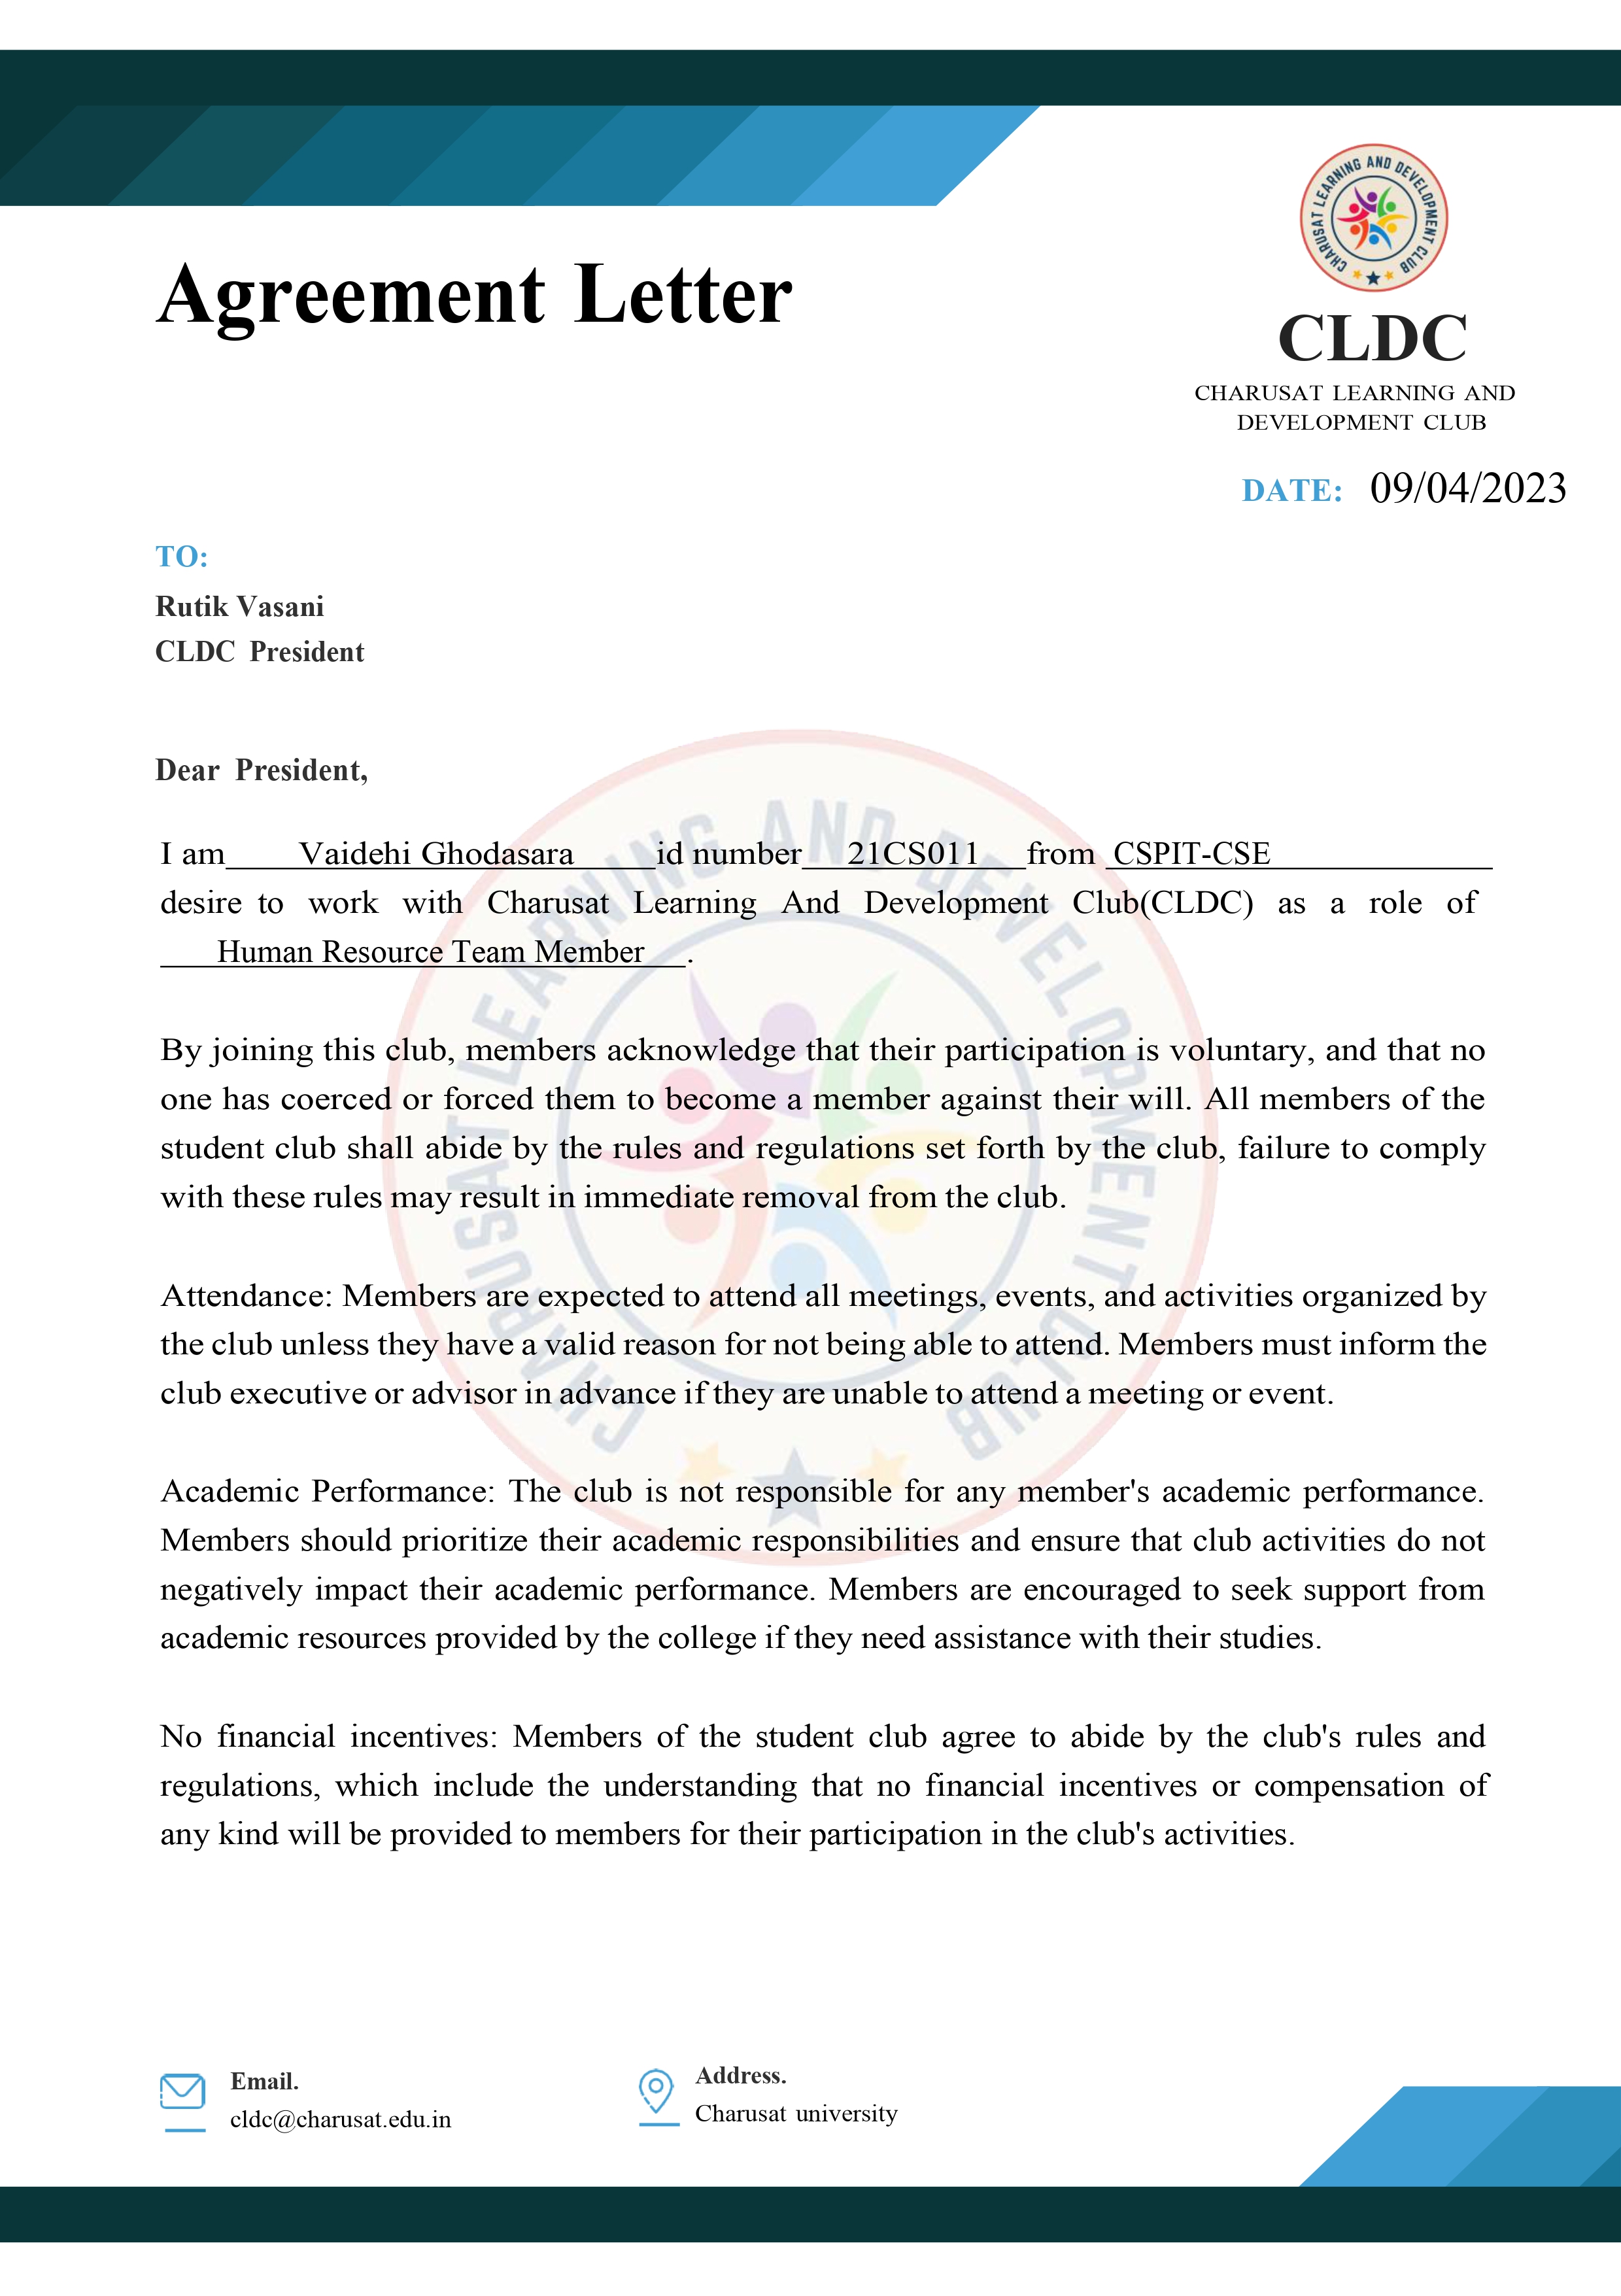 CHARUSAT LEARNING AND DEVELOPMENT CLUB
Agreement Letter
CLDC
CHARUSAT LEARNING AND
DEVELOPMENT CLUB
DATE: 09/04/2023
TO:
Rutik Vasani
CLDC President
Dear President,
I am Vaidehi Ghodasara id number 21CS011 from CSPIT-CSE
desire to work with Charusat Learning And Development Club(CLDC) as a role of
Human Resource Team Member .
By joining this club, members acknowledge that their participation is voluntary, and that no
one has coerced or forced them to become a member against their will. All members of the
student club shall abide by the rules and regulations set forth by the club, failure to comply
with these rules may result in immediate removal from the club.
Attendance: Members are expected to attend all meetings, events, and activities organized by
the club unless they have a valid reason for not being able to attend. Members must inform the
club executive or advisor in advance if they are unable to attend a meeting or event.
Academic Performance: The club is not responsible for any member's academic performance.
Members should prioritize their academic responsibilities and ensure that club activities do not
negatively impact their academic performance. Members are encouraged to seek support from
academic resources provided by the college if they need assistance with their studies.
No financial incentives: Members of the student club agree to abide by the club's rules and
regulations, which include the understanding that no financial incentives or compensation of
any kind will be provided to members for their participation in the club's activities.
CHARUSAT LEARNING AND DEVELOPMENT CLUB
Email.
cldc@charusat.edu.in
Address.
Charusat university